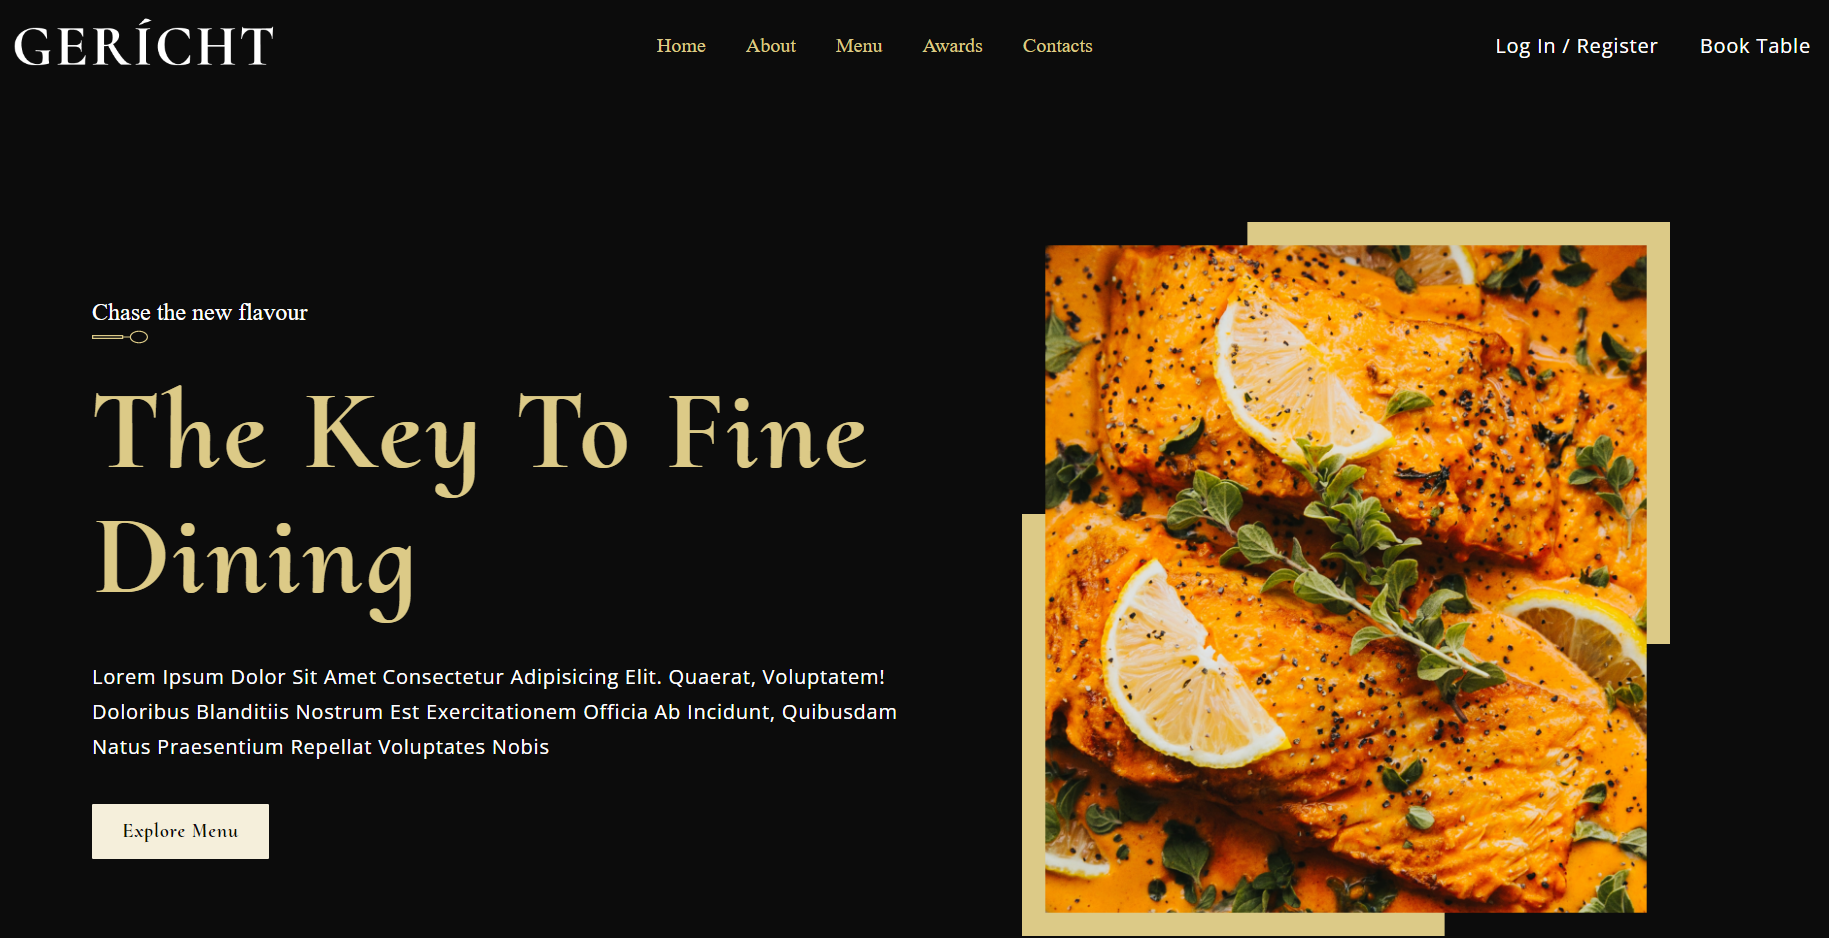 GERÍCHT
Home About Menu Awards Contacts
Log In / Register Book Table
Chase the new flavour
The Key To Fine
Dining
Lorem Ipsum Dolor Sit Amet Consectetur Adipisicing Elit. Quaerat, Voluptatem!
Doloribus Blanditiis Nostrum Est Exercitationem Officia Ab Incidunt, Quibusdam
Natus Praesentium Repellat Voluptates Nobis
Explore Menu